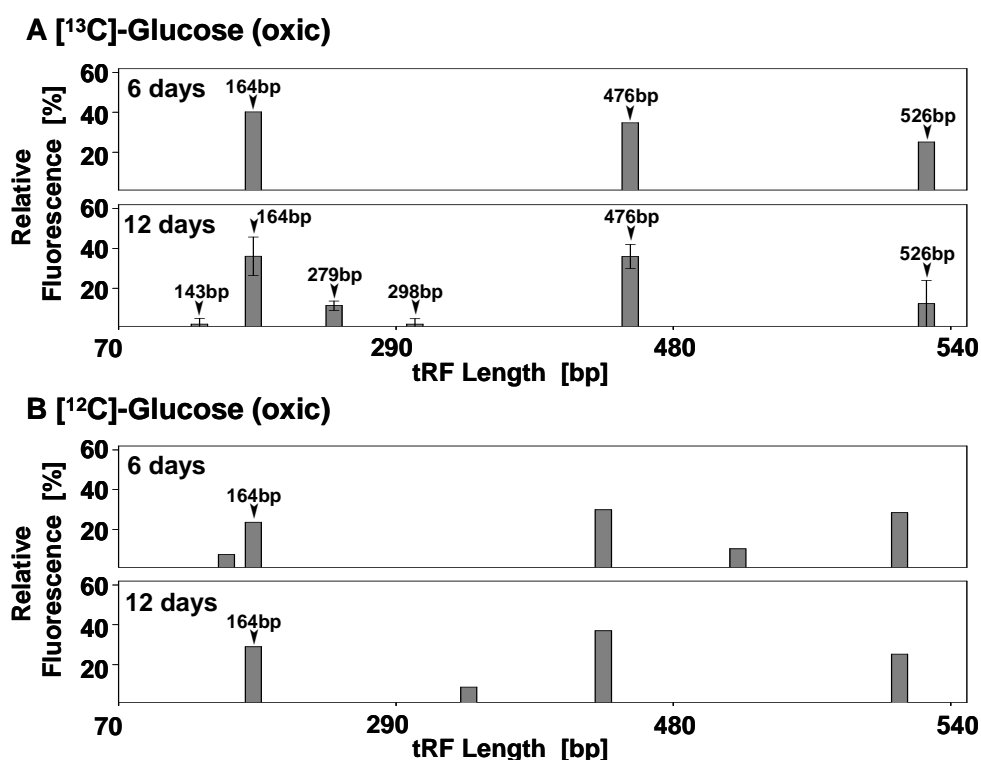 A [¹³C]-Glucose (oxic)
Relative
Fluorescence [%]
60
40
20
6 days
164bp
476bp
526bp
60
40
20
12 days
164bp
476bp
143bp
279bp
298bp
526bp
70
290
480
540
tRF Length [bp]
B [¹²C]-Glucose (oxic)
Relative
Fluorescence [%]
60
40
20
6 days
164bp
60
40
20
12 days
164bp
70
290
480
540
tRF Length [bp]